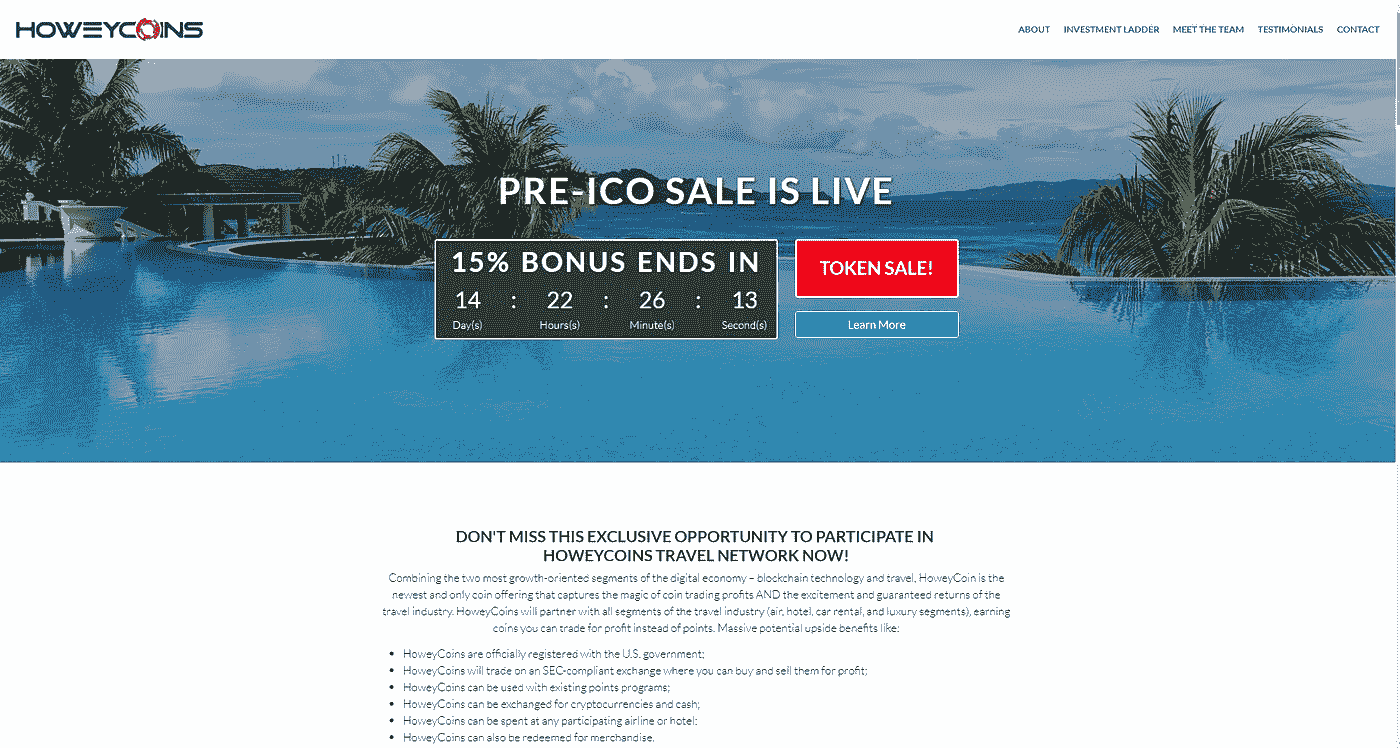 HOWEYCOINS
ABOUT INVESTMENT LADDER MEET THE TEAM TESTIMONIALS CONTACT
PRE-ICO SALE IS LIVE
15% BONUS ENDS IN
14 : 22 : 26 : 13
Day(s) Hours(s) Minute(s) Second(s)
TOKEN SALE!
Learn More
DON'T MISS THIS EXCLUSIVE OPPORTUNITY TO PARTICIPATE IN
HOWEYCOINS TRAVEL NETWORK NOW!
Combining the two most growth-oriented segments of the digital economy – blockchain technology and travel, HoweyCoin is the
newest and only coin offering that captures the magic of coin trading profits AND the excitement and guaranteed returns of the
travel industry. HoweyCoins will partner with all segments of the travel industry (air, hotel, car rental, and luxury segments), earning
coins you can trade for profit instead of points. Massive potential upside benefits like:
• HoweyCoins are officially registered with the U.S. government;
• HoweyCoins will trade on an SEC-compliant exchange where you can buy and sell them for profit;
• HoweyCoins can be used with existing points programs;
• HoweyCoins can be exchanged for cryptocurrencies and cash;
• HoweyCoins can be spent at any participating airline or hotel;
• HoweyCoins can also be redeemed for merchandise.